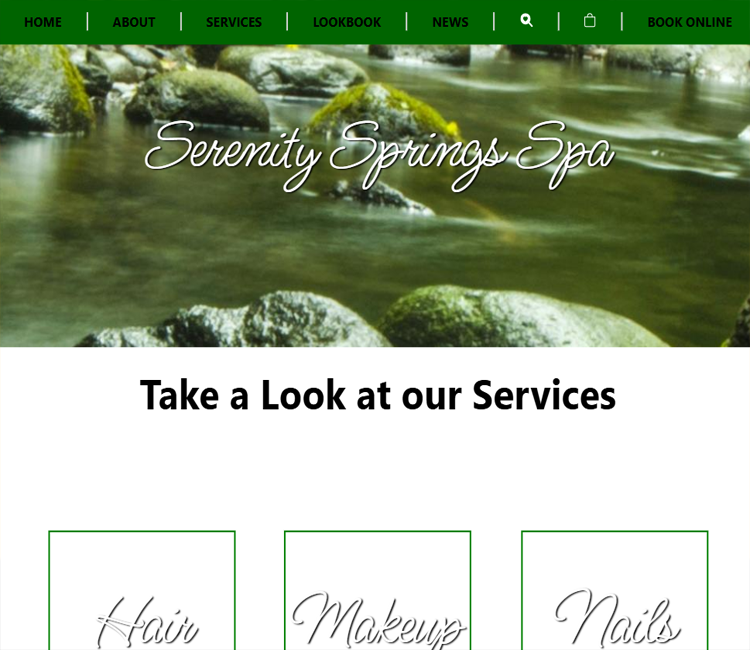 HOME | ABOUT | SERVICES | LOOKBOOK | NEWS | | | BOOK ONLINE
Serenity Springs Spa
Take a Look at our Services
Hair Makeup Nails